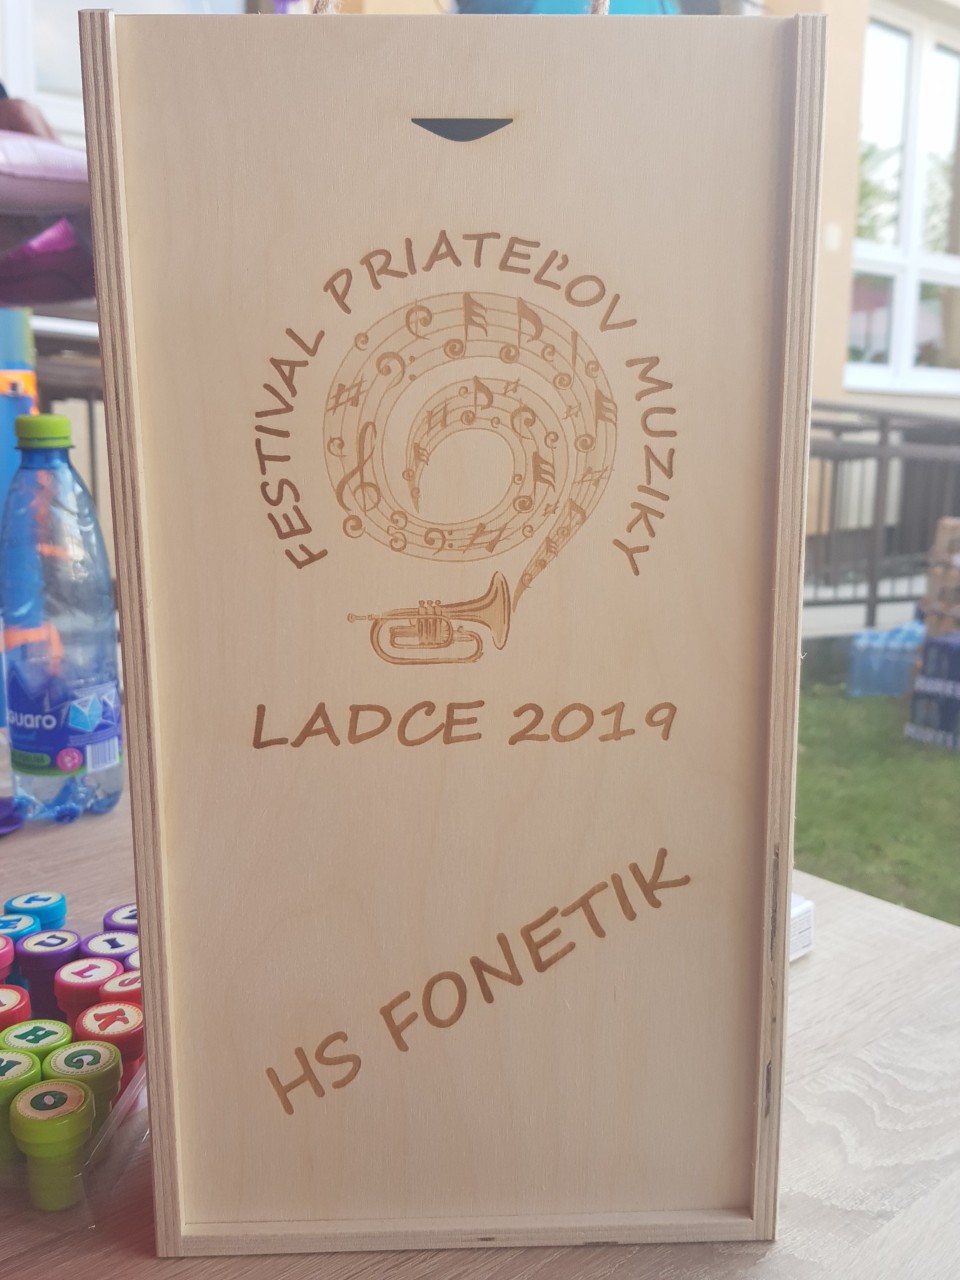 FESTIVAL PRIATEĽOV MUZIKY
LADCE 2019
HS FONETIK
T
U
I
L
K
H
G
O